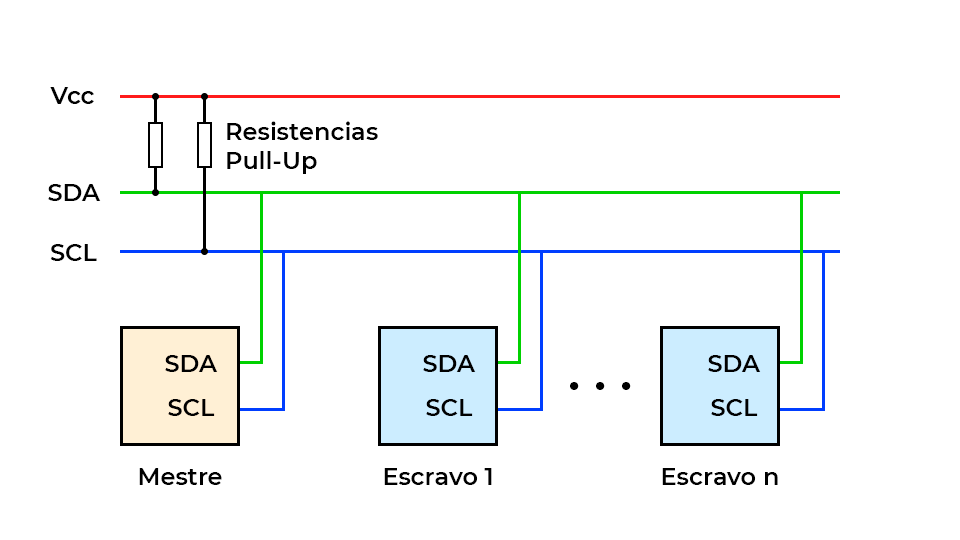 Vcc
Resistencias
Pull-Up
SDA
SCL
SDA
SCL
SDA
SCL
SDA
SCL
Mestre
Escravo 1
Escravo n